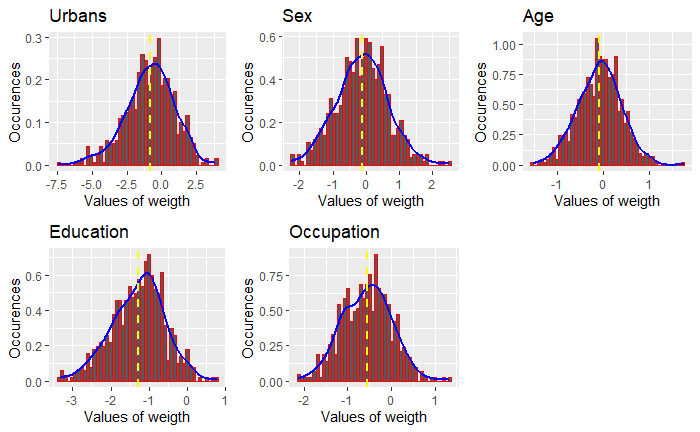 Urbans
Occurences
0.0
0.1
0.2
0.3
-7.5
-5.0
-2.5
0.0
2.5
Values of weigth
Sex
Occurences
0.0
0.2
0.4
0.6
-2
-1
0
1
2
Values of weigth
Age
Occurences
0.00
0.25
0.50
0.75
1.00
-1
0
1
Values of weigth
Education
Occurences
0.0
0.2
0.4
0.6
-3
-2
-1
0
1
Values of weigth
Occupation
Occurences
0.00
0.25
0.50
0.75
-2
-1
0
1
Values of weigth